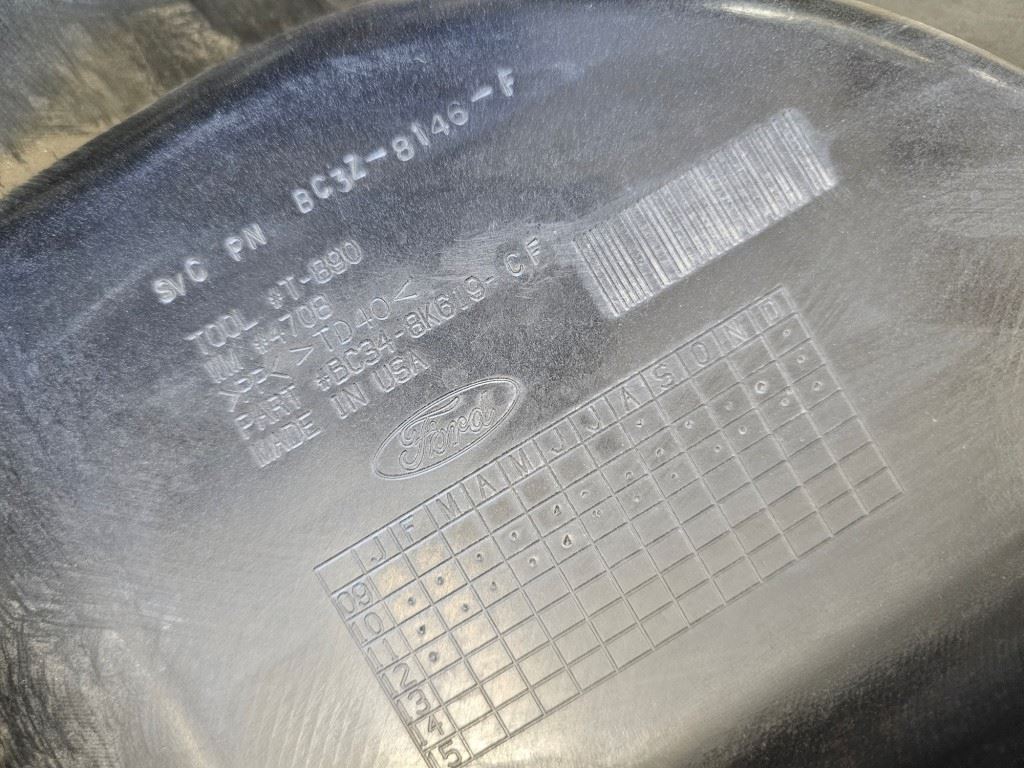 S/C PN BC3Z-8146-F
TOOL #T-890
WM #4708
>PP< >TD40<
PART #BC34-8K619-CF
MADE IN USA
Ford
J F M A M J J A S O N D
09
10
11
12
13
14
15